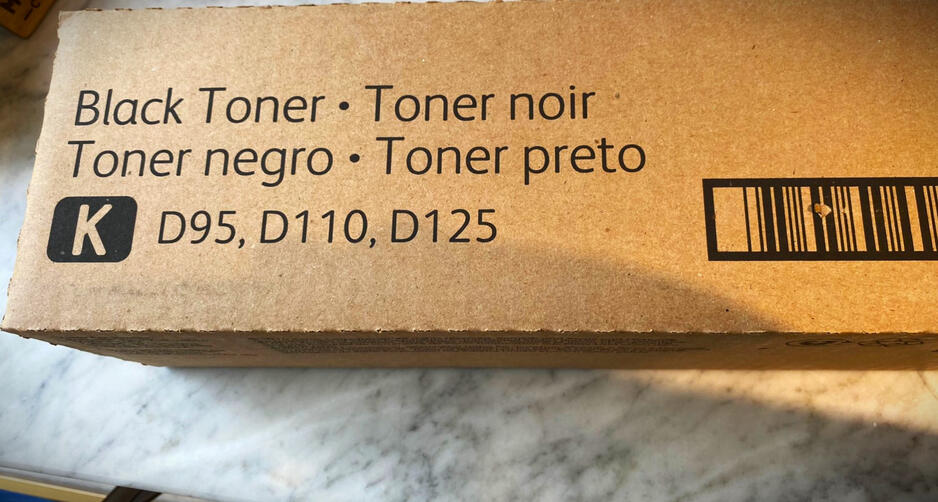 Black Toner • Toner noir
Toner negro • Toner preto
K D95, D110, D125